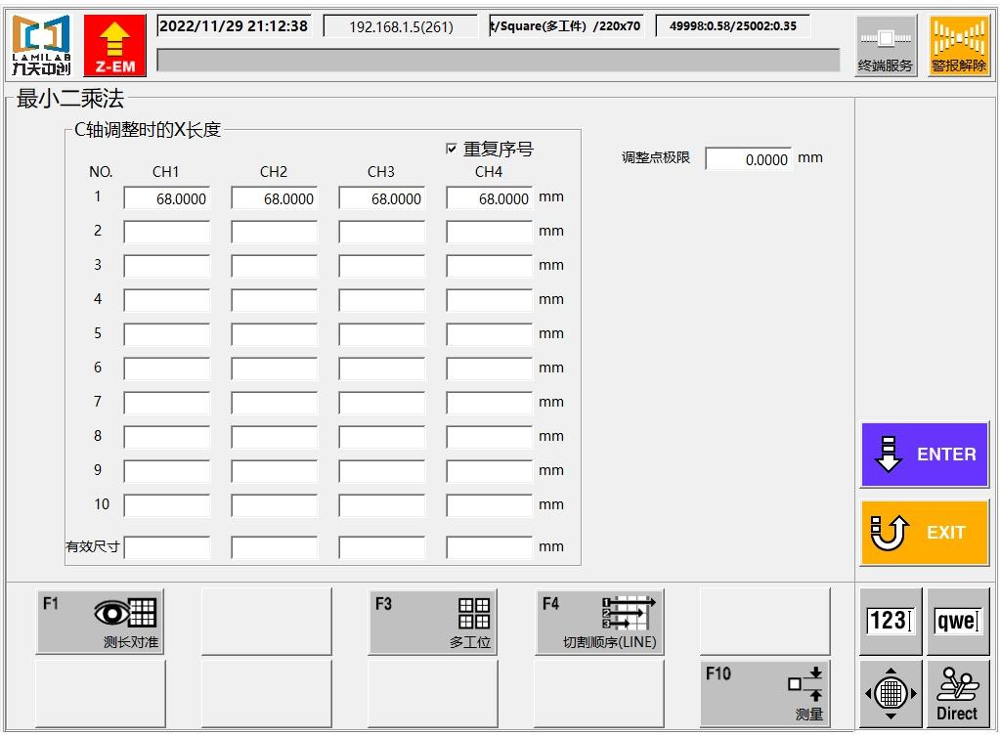 LAMILAB
九天中创
Z-EM
2022/11/29 21:12:38
192.168.1.5(261)
t/Square(多工件) /220x70
49998:0.58/25002:0.35
终端服务
警报解除
最小二乘法
C轴调整时的X长度
重复序号
调整点极限 0.0000 mm
NO. CH1 CH2 CH3 CH4
1 68.0000 68.0000 68.0000 68.0000 mm
2 mm
3 mm
4 mm
5 mm
6 mm
7 mm
8 mm
9 mm
10 mm
有效尺寸 mm
ENTER
EXIT
F1 测长对准
F3 多工位
F4 1 2 3 切割顺序(LINE)
F10 测量
123
qwe
Direct